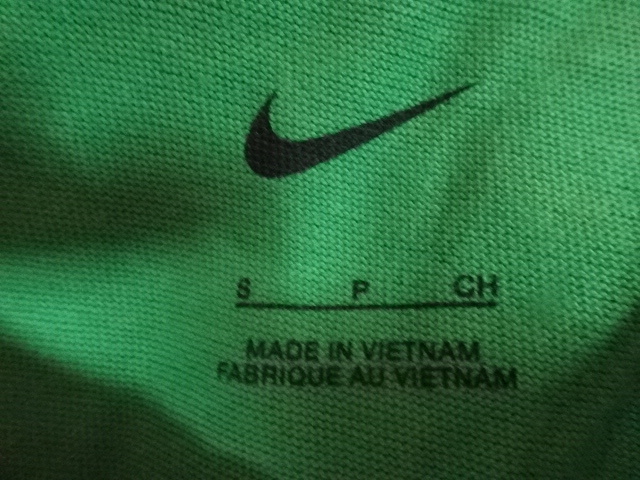 S P CH
MADE IN VIETNAM
FABRIQUE AU VIETNAM